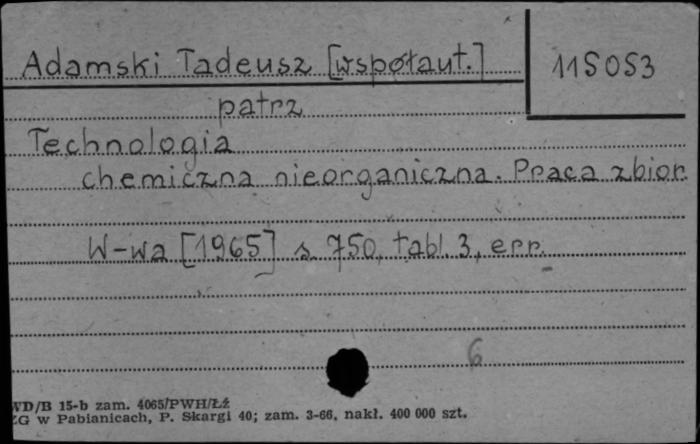 Adamski Tadeusz [współaut.]
115053
patrz
Technologia
chemiczna nieorganiczna. Praca zbior.
W-wa [1965] s. 750, tabl. 3, err.
6
WD/B 15-b zam. 4065/PWH/Łź
ZG w Pabianicach, P. Skargi 40; zam. 3-66, nakł. 400 000 szt.